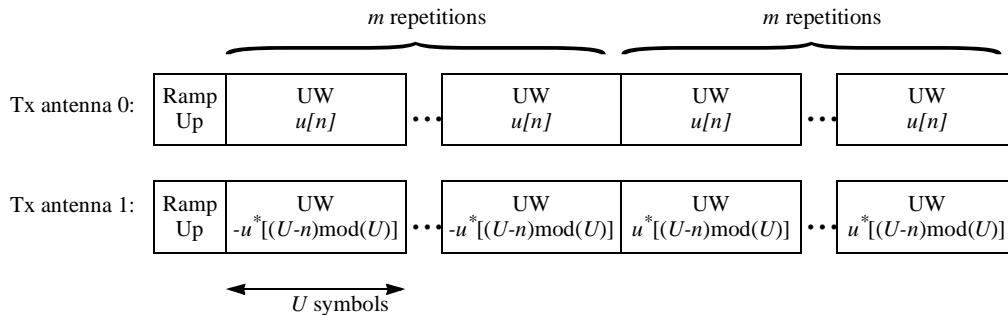 m repetitions m repetitions
Tx antenna 0: Ramp Up UW u[n] ••• UW u[n] UW u[n] ••• UW u[n]
Tx antenna 1: Ramp Up UW -u*[(U-n)mod(U)] ••• UW -u*[(U-n)mod(U)] UW u*[(U-n)mod(U)] ••• UW u*[(U-n)mod(U)]
U symbols